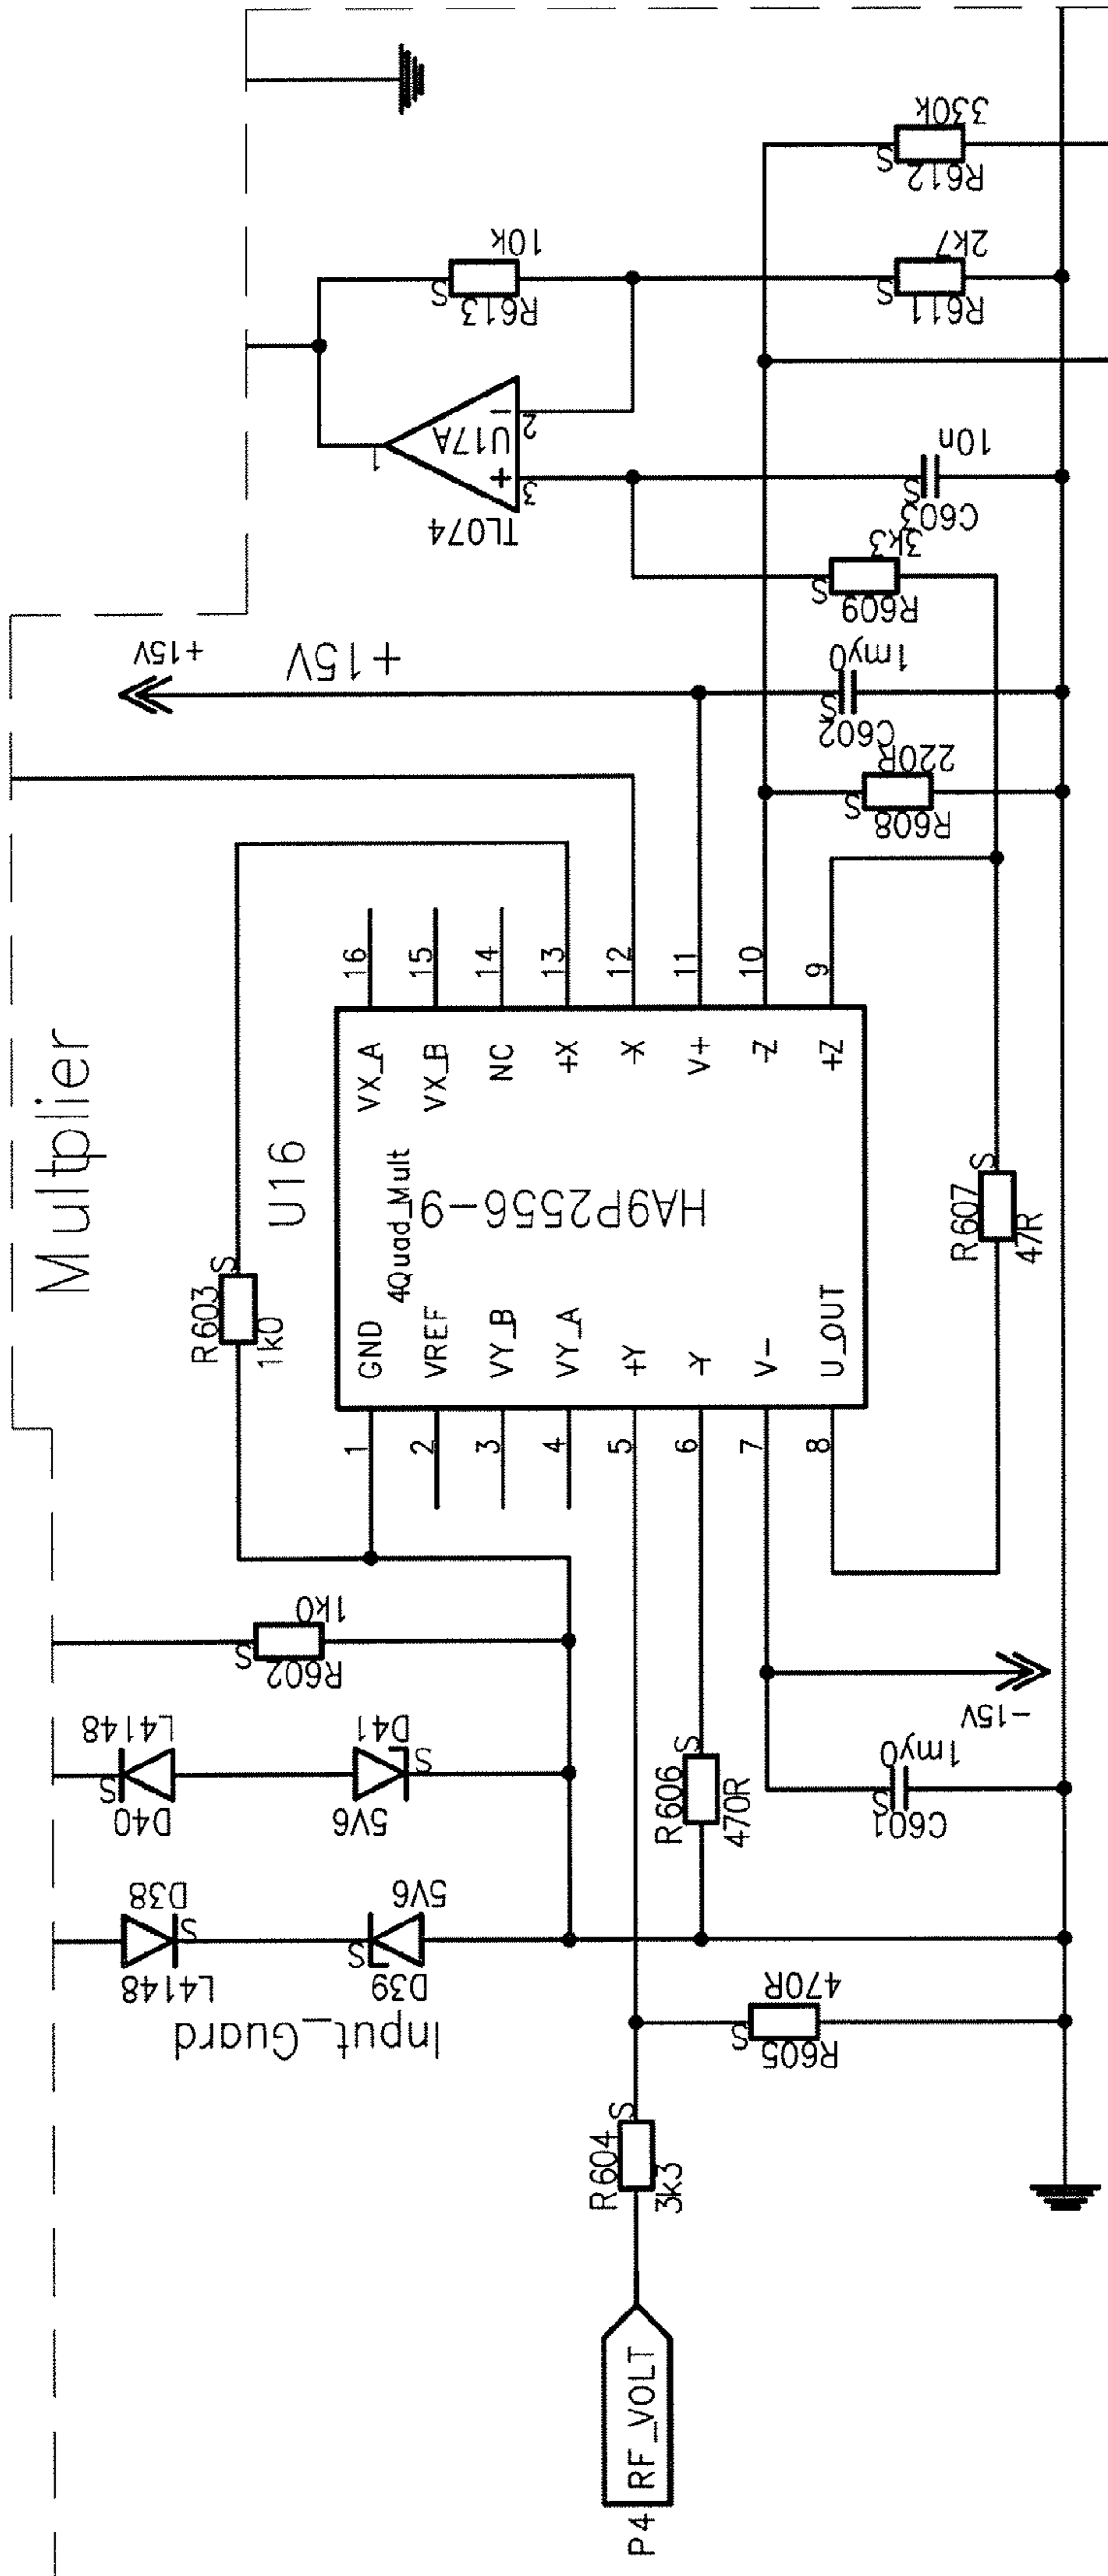 Multplier
+15V
+15V
330k
S
R612
10k
S
R613
2k7
S
R611
1
U17A
2
3
TL074
10n
S
C603
3k3
S
R609
1my0
S
C602
220R
S
R608
R603
S
1k0
U16
4Quad_Mult
HA9P2556-9
16
VX_A
15
VX_B
14
NC
13
+X
12
-X
11
V+
10
-Z
9
+Z
1
GND
2
VREF
3
VY_B
4
VY_A
5
+Y
6
-Y
7
V-
8
U_OUT
R607
S
47R
1k0
S
R602
L4148
S
D40
D41
S
5V6
D38
S
L4148
5V6
S
D39
Input_Guard
R606
S
470R
-15V
1my0
S
C601
470R
S
R605
R604
S
3k3
P4
RF_VOLT